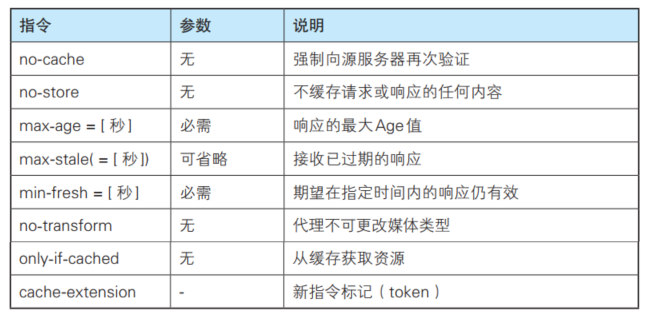 指令 参数 说明
no-cache 无 强制向源服务器再次验证
no-store 无 不缓存请求或响应的任何内容
max-age = [ 秒 ] 必需 响应的最大Age值
max-stale( = [ 秒 ]) 可省略 接收已过期的响应
min-fresh = [ 秒 ] 必需 期望在指定时间内的响应仍有效
no-transform 无 代理不可更改媒体类型
only-if-cached 无 从缓存获取资源
cache-extension - 新指令标记（token）